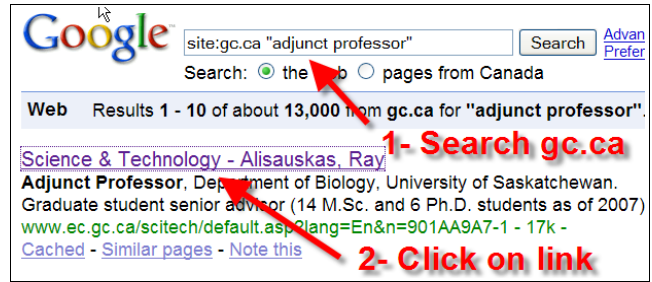 Google
site:gc.ca "adjunct professor"
Search
Advan
Prefer
Search: the web pages from Canada
Web Results 1 - 10 of about 13,000 from gc.ca for "adjunct professor".
1- Search gc.ca
Science & Technology - Alisauskas, Ray
Adjunct Professor, Department of Biology, University of Saskatchewan.
Graduate student senior advisor (14 M.Sc. and 6 Ph.D. students as of 2007)
www.ec.gc.ca/scitech/default.asp?lang=En&n=901AA9A7-1 - 17k -
Cached - Similar pages - Note this
2- Click on link